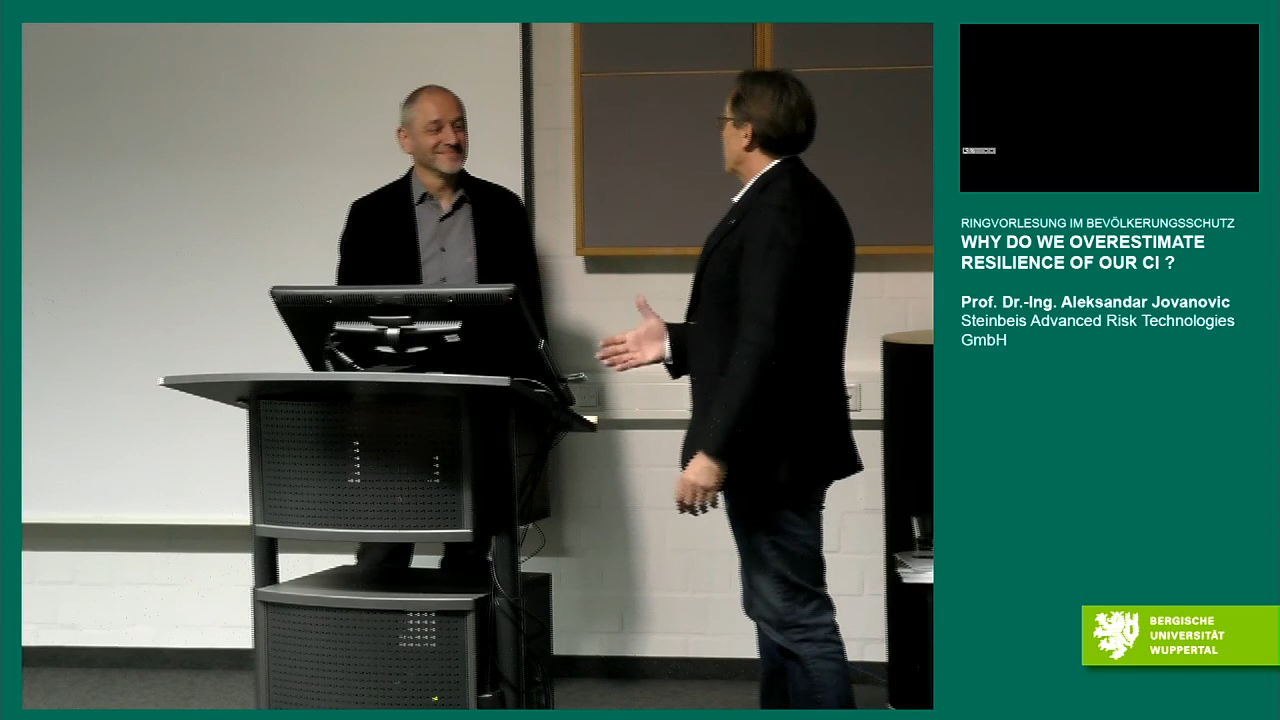 RINGVORLESUNG IM BEVÖLKERUNGSSCHUTZ
WHY DO WE OVERESTIMATE
RESILIENCE OF OUR CI ?
Prof. Dr.-Ing. Aleksandar Jovanovic
Steinbeis Advanced Risk Technologies
GmbH
BERGISCHE
UNIVERSITÄT
WUPPERTAL